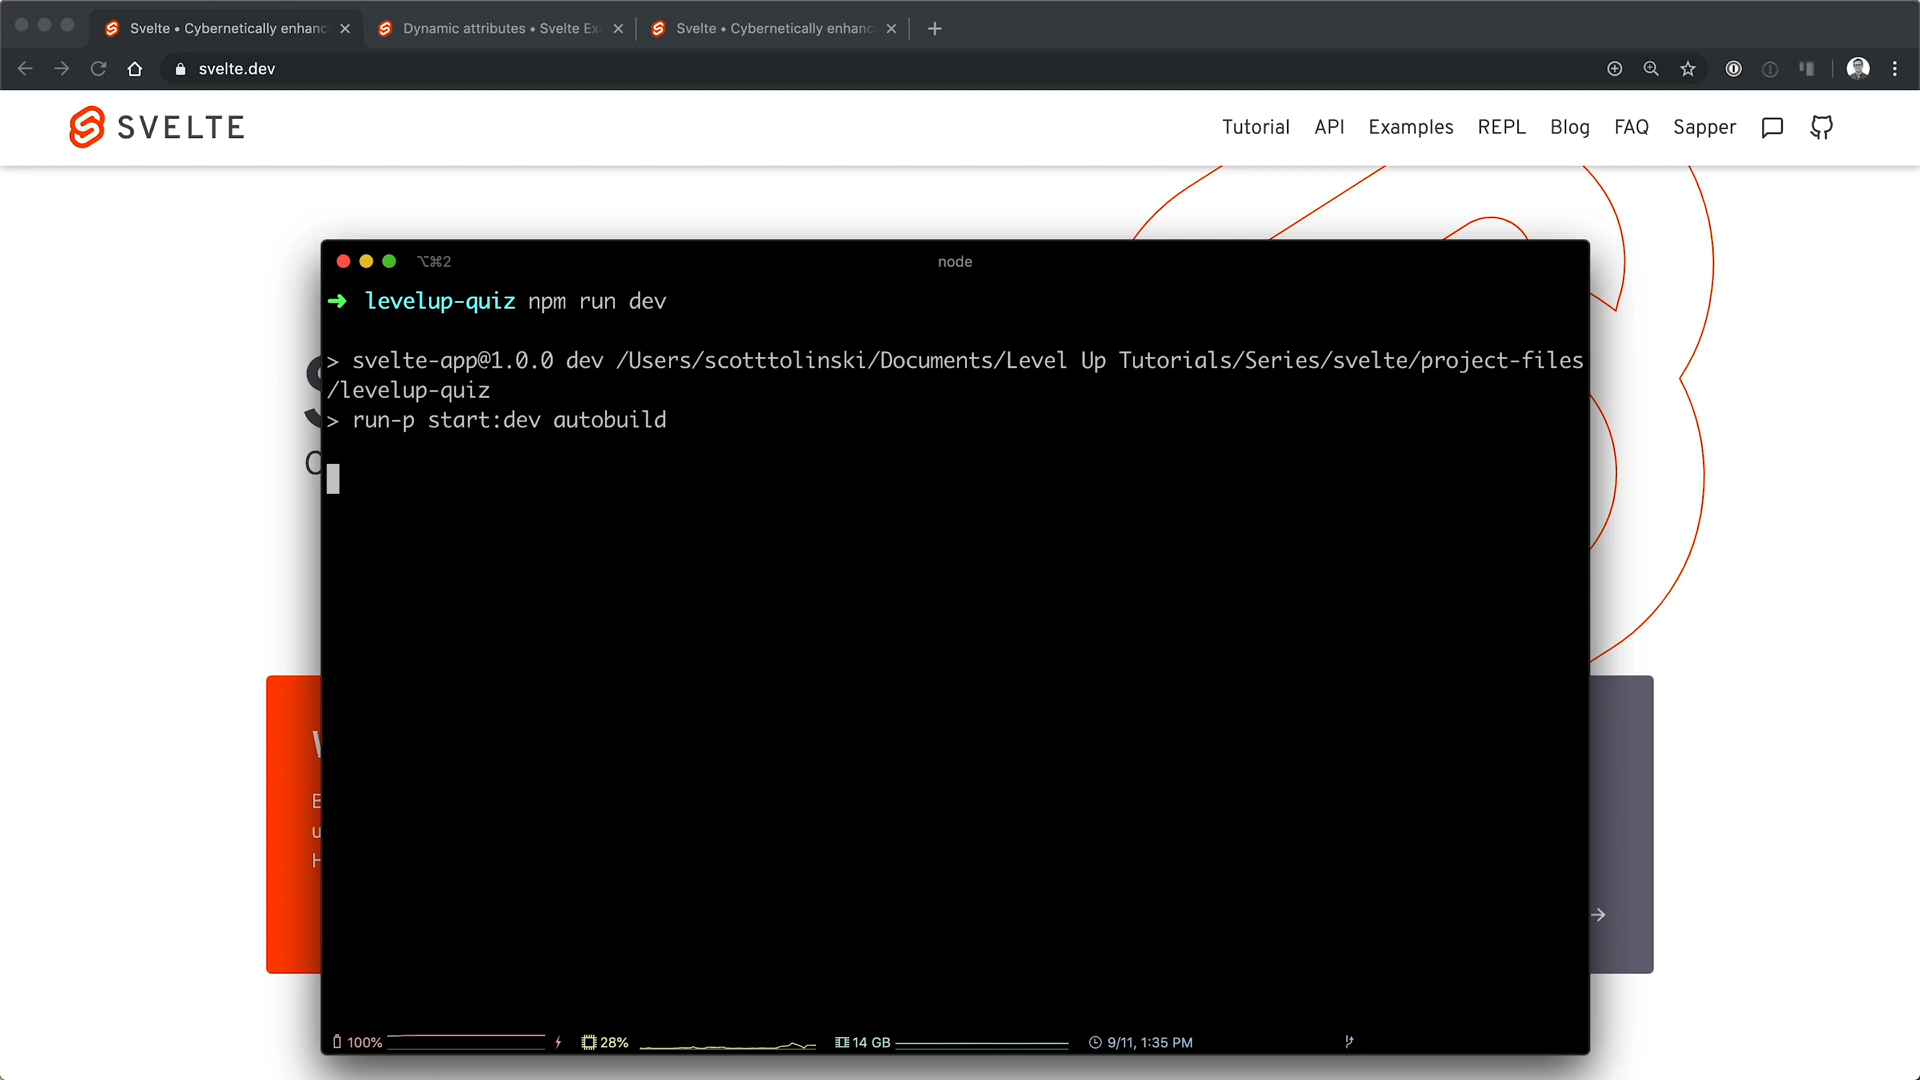 Svelte • Cybernetically enhanc
Dynamic attributes • Svelte Ex
Svelte • Cybernetically enhanc
svelte.dev
SVELTE
Tutorial API Examples REPL Blog FAQ Sapper
⌥⌘2
node
➜ levelup-quiz npm run dev
> svelte-app@1.0.0 dev /Users/scotttolinski/Documents/Level Up Tutorials/Series/svelte/project-files
/levelup-quiz
> run-p start:dev autobuild
100% 28% 14 GB 9/11, 1:35 PM